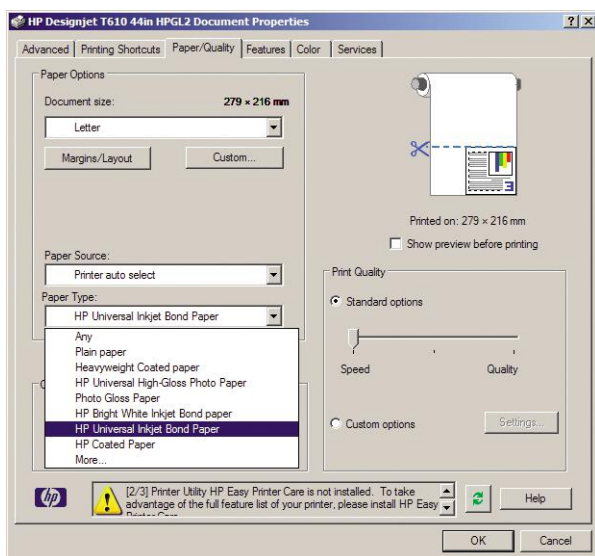 HP Designjet T610 44in HPGL2 Document Properties
Advanced Printing Shortcuts Paper/Quality Features Color Services
Paper Options
Document size: 279 × 216 mm
Letter
Margins/Layout Custom...
Paper Source:
Printer auto select
Paper Type:
HP Universal Inkjet Bond Paper
Any
Plain paper
Heavyweight Coated paper
HP Universal High-Gloss Photo Paper
Photo Gloss Paper
HP Bright White Inkjet Bond paper
HP Universal Inkjet Bond Paper
HP Coated Paper
More...
3
Printed on: 279 × 216 mm
Show preview before printing
Print Quality
Standard options
Speed Quality
Custom options Settings...
hp
[2/3] Printer Utility HP Easy Printer Care is not installed. To take
advantage of the full feature list of your printer, please install HP Easy
Printer Care
Help
OK Cancel